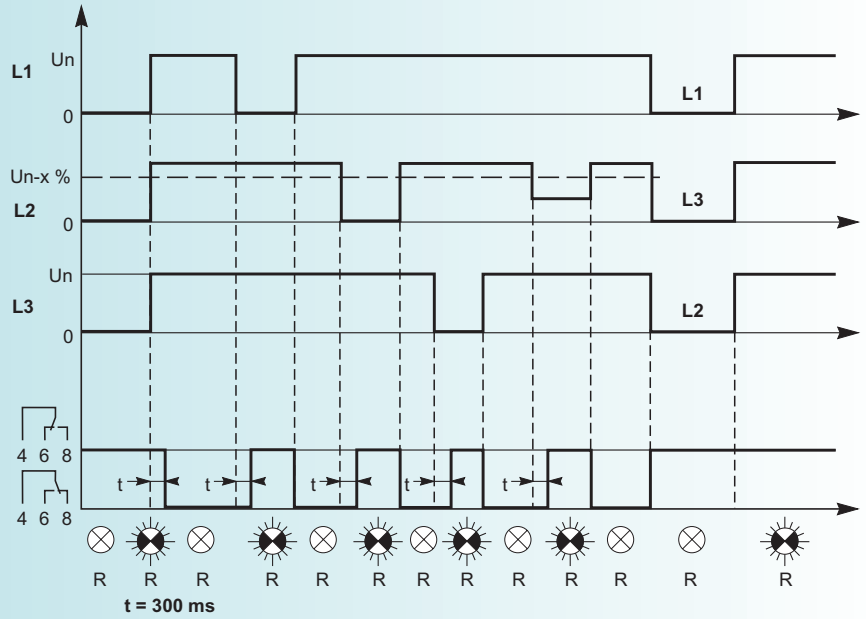 Un
L1
L1
0
Un-x %
L3
L2
0
Un
L3
L2
0
4 6 8
t t t t t
4 6 8
R R R R R R R R R R R R
t = 300 ms